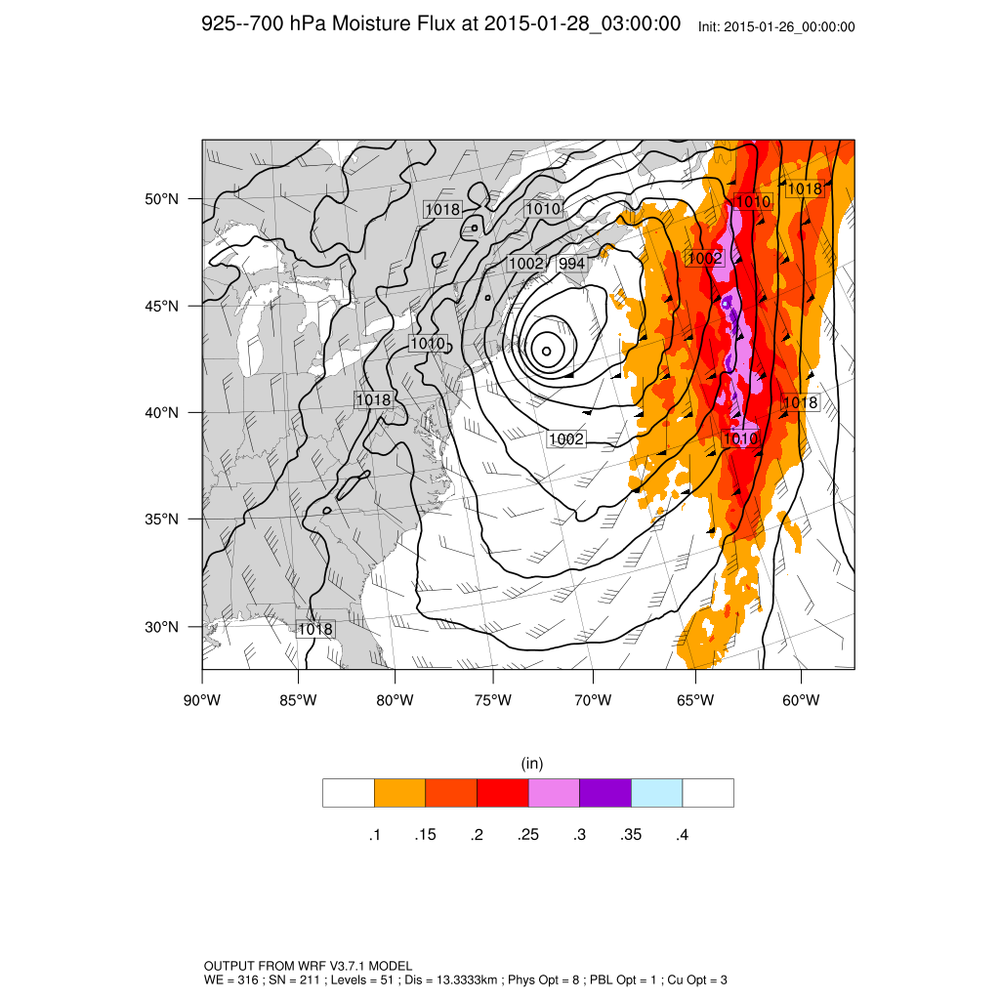 925--700 hPa Moisture Flux at 2015-01-28_03:00:00 Init: 2015-01-26_00:00:00
50°N
45°N
40°N
35°N
30°N
1018
1010
1010
1018
1002
994
1002
1010
1018
1018
1002
1010
1018
90°W 85°W 80°W 75°W 70°W 65°W 60°W
(in)
.1 .15 .2 .25 .3 .35 .4
OUTPUT FROM WRF V3.7.1 MODEL
WE = 316 ; SN = 211 ; Levels = 51 ; Dis = 13.3333km ; Phys Opt = 8 ; PBL Opt = 1 ; Cu Opt = 3